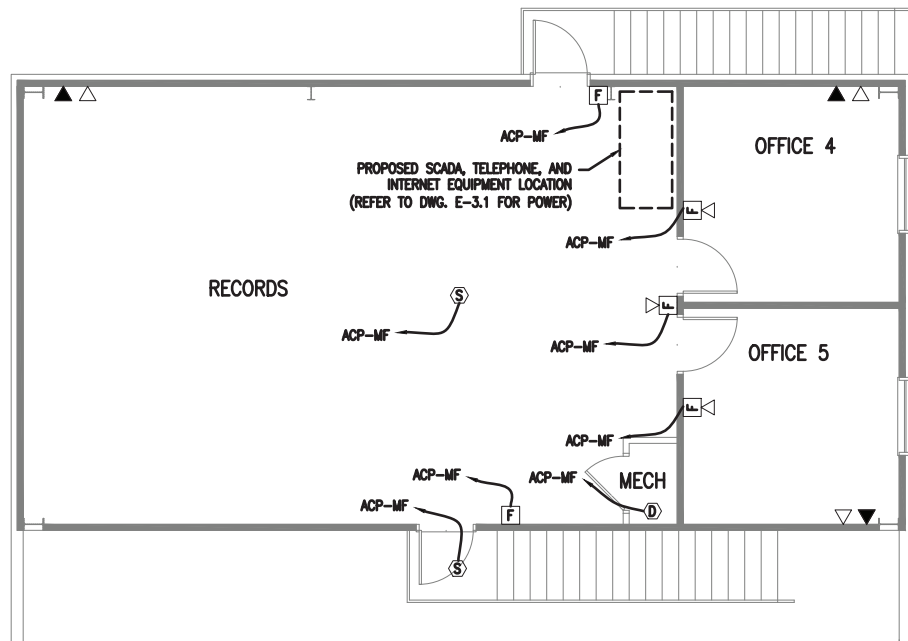 F
ACP-MF
OFFICE 4
PROPOSED SCADA, TELEPHONE, AND
INTERNET EQUIPMENT LOCATION
(REFER TO DWG. E-3.1 FOR POWER)
F
ACP-MF
RECORDS
S
F
ACP-MF
ACP-MF
OFFICE 5
F
ACP-MF
ACP-MF
ACP-MF
MECH
ACP-MF
F
D
S